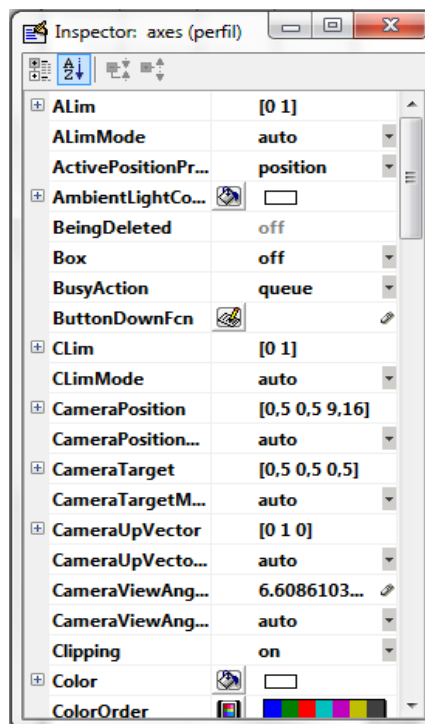 Inspector: axes (perfil)
ALim [0 1]
ALimMode auto
ActivePositionPr... position
AmbientLightCo...
BeingDeleted off
Box off
BusyAction queue
ButtonDownFcn
CLim [0 1]
CLimMode auto
CameraPosition [0,5 0,5 9,16]
CameraPosition... auto
CameraTarget [0,5 0,5 0,5]
CameraTargetM... auto
CameraUpVector [0 1 0]
CameraUpVecto... auto
CameraViewAng... 6.6086103...
CameraViewAng... auto
Clipping on
Color
ColorOrder